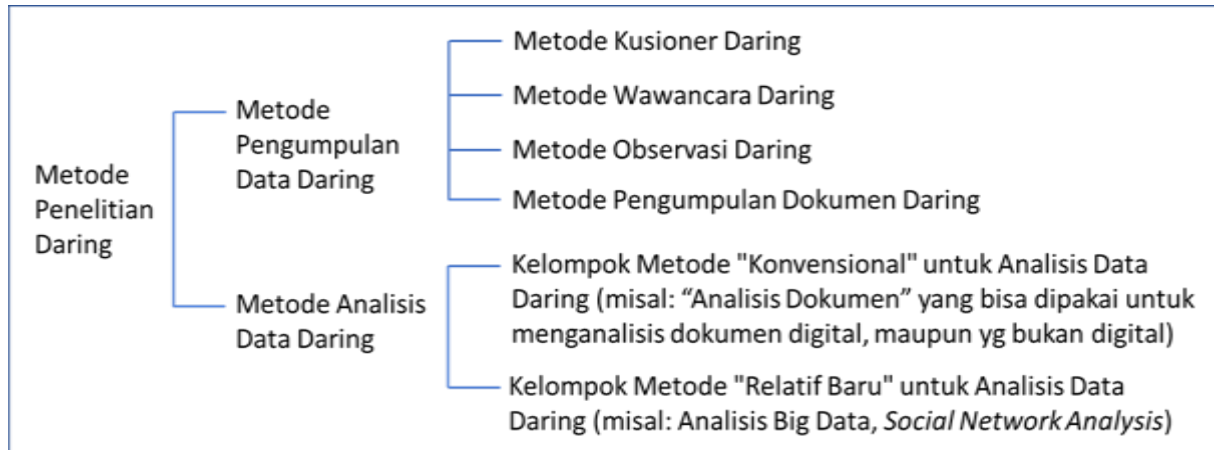 Metode
Penelitian
Daring
Metode
Pengumpulan
Data Daring
Metode Kusioner Daring
Metode Wawancara Daring
Metode Observasi Daring
Metode Pengumpulan Dokumen Daring
Metode Analisis
Data Daring
Kelompok Metode "Konvensional" untuk Analisis Data
Daring (misal: “Analisis Dokumen” yang bisa dipakai untuk
menganalisis dokumen digital, maupun yg bukan digital)
Kelompok Metode "Relatif Baru" untuk Analisis Data
Daring (misal: Analisis Big Data, Social Network Analysis)